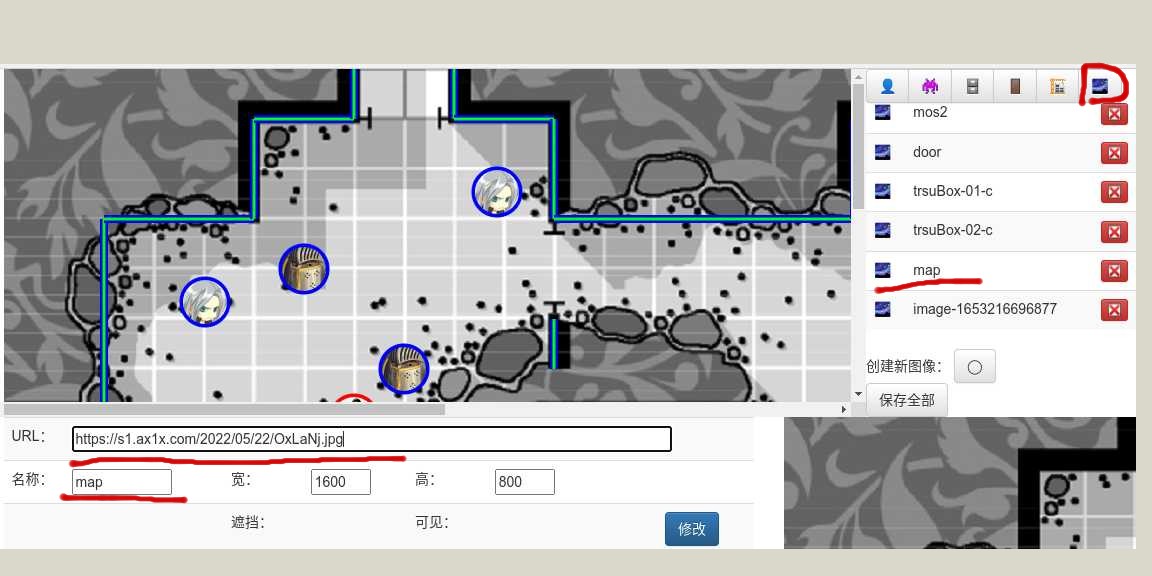 mos2
door
trsuBox-01-c
trsuBox-02-c
map
image-1653216696877
创建新图像：
保存全部
URL：
https://s1.ax1x.com/2022/05/22/OxLaNj.jpg
名称： map 宽： 1600 高： 800
遮挡： 可见： 修改